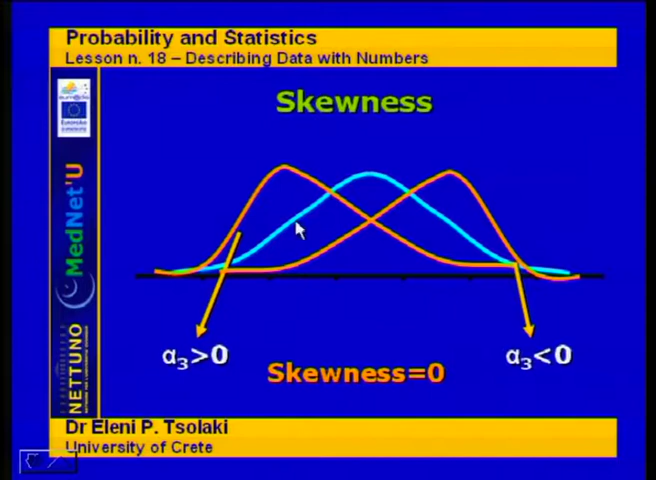 Probability and Statistics
Lesson n. 18 – Describing Data with Numbers
Skewness
MedNet'U
NETTUNO
α₃>0
Skewness=0
α₃<0
Dr Eleni P. Tsolaki
University of Crete